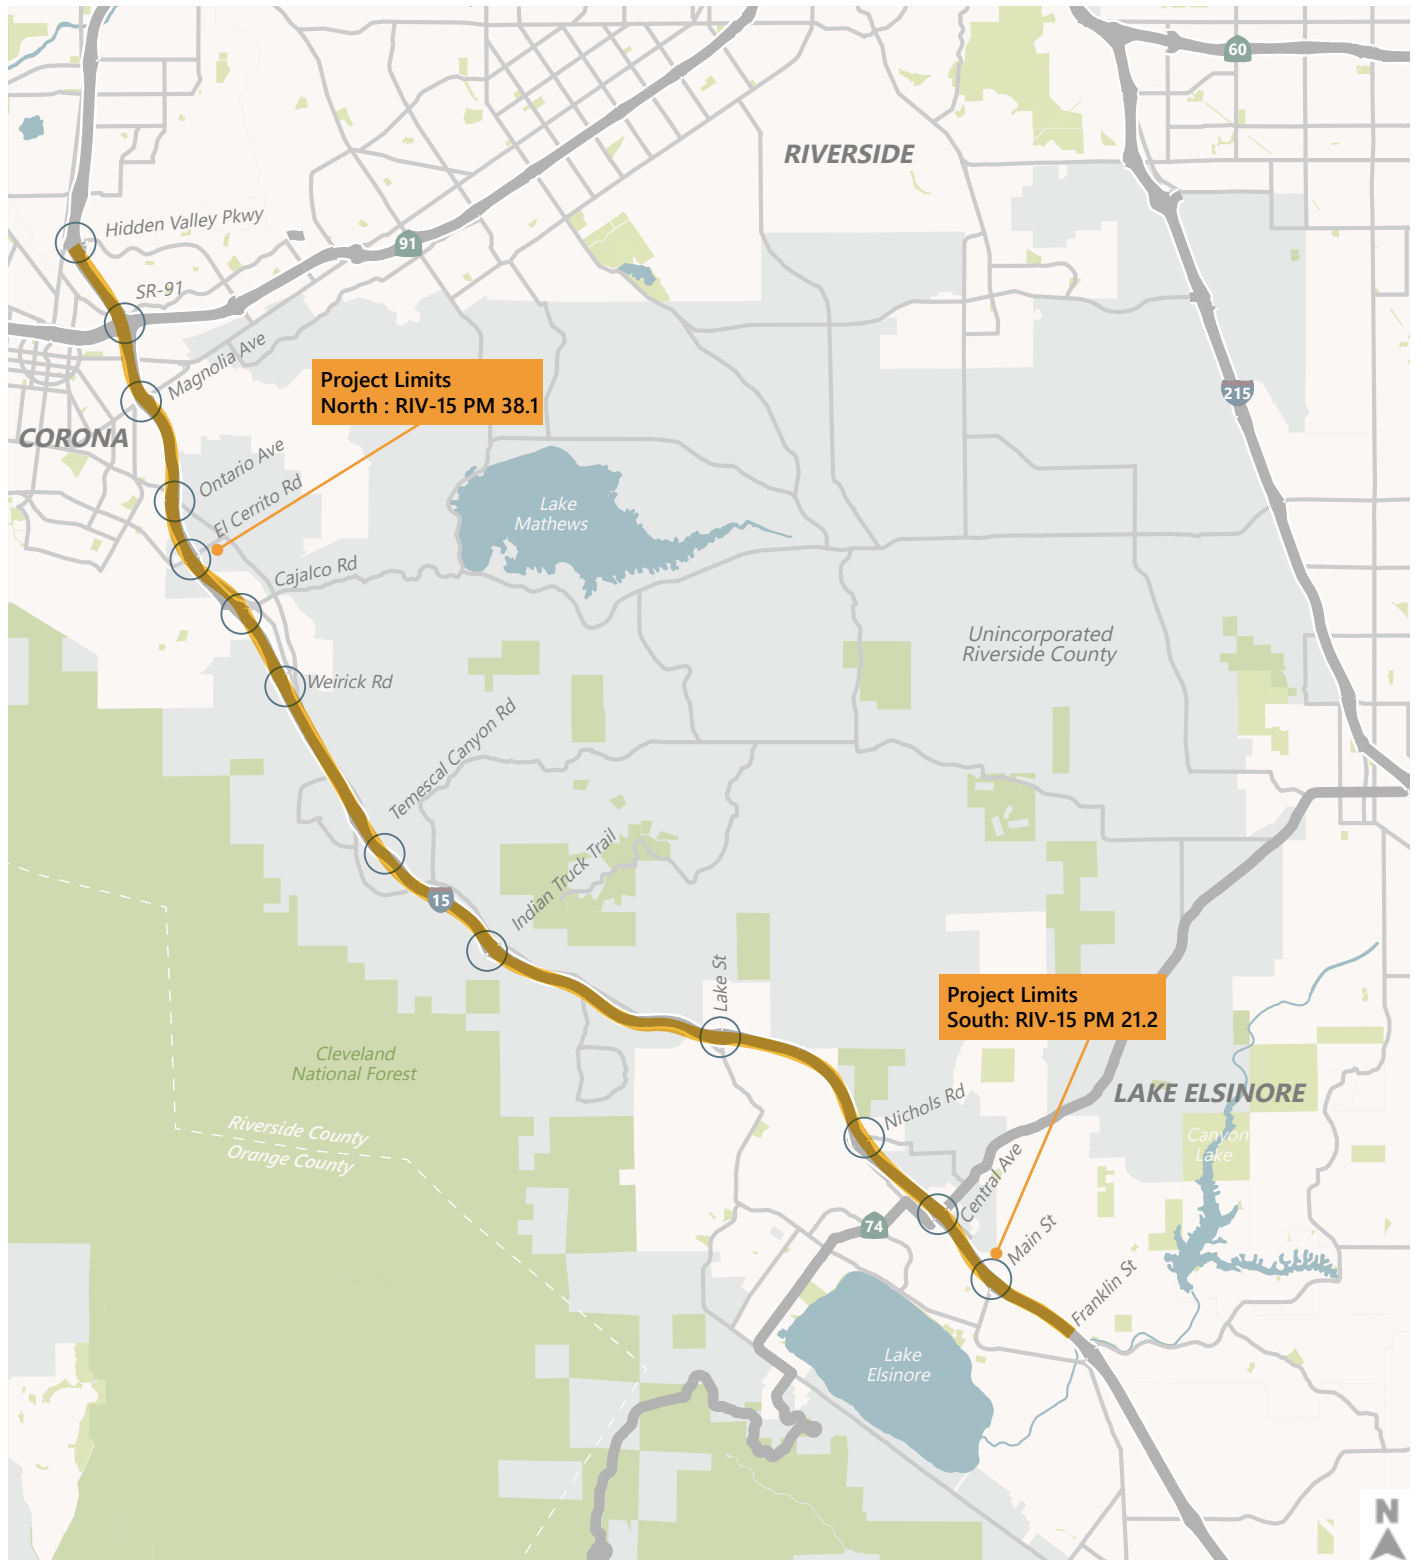 60
RIVERSIDE
Hidden Valley Pkwy
91
SR-91
Magnolia Ave
Project Limits
North : RIV-15 PM 38.1
215
CORONA
Ontario Ave
El Cerrito Rd
Lake
Mathews
Cajalco Rd
Unincorporated
Riverside County
Weirick Rd
Temescal Canyon Rd
Indian Truck Trail
15
Lake St
Project Limits
South: RIV-15 PM 21.2
Cleveland
National Forest
LAKE ELSINORE
Nichols Rd
Riverside County
Orange County
Canyon
Lake
Central Ave
74
Main St
Franklin St
Lake
Elsinore
N